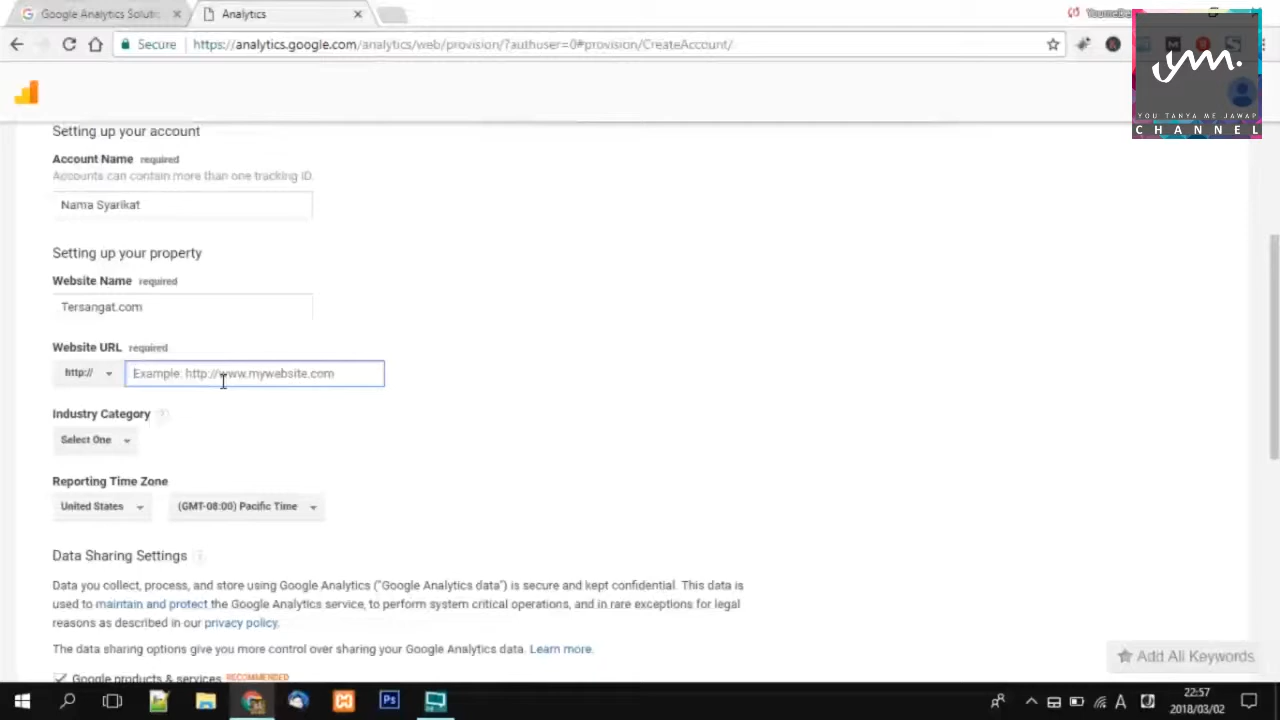 Google Analytics Soluti
Analytics
Secure
https://analytics.google.com/analytics/web/provision/?authuser=0#provision/CreateAccount/
ym.
YOU TANYA ME JAWAP
CHANNEL
Setting up your account
Account Name required
Accounts can contain more than one tracking ID.
Nama Syarikat
Setting up your property
Website Name required
Tersangat.com
Website URL required
http://
Example: http://www.mywebsite.com
Industry Category ?
Select One
Reporting Time Zone
United States
(GMT-08:00) Pacific Time
Data Sharing Settings ?
Data you collect, process, and store using Google Analytics ("Google Analytics data") is secure and kept confidential. This data is
used to maintain and protect the Google Analytics service, to perform system critical operations, and in rare exceptions for legal
reasons as described in our privacy policy.
The data sharing options give you more control over sharing your Google Analytics data. Learn more.
Google products & services RECOMMENDED
Add All Keywords
Ps
A
22:57
2018/03/02